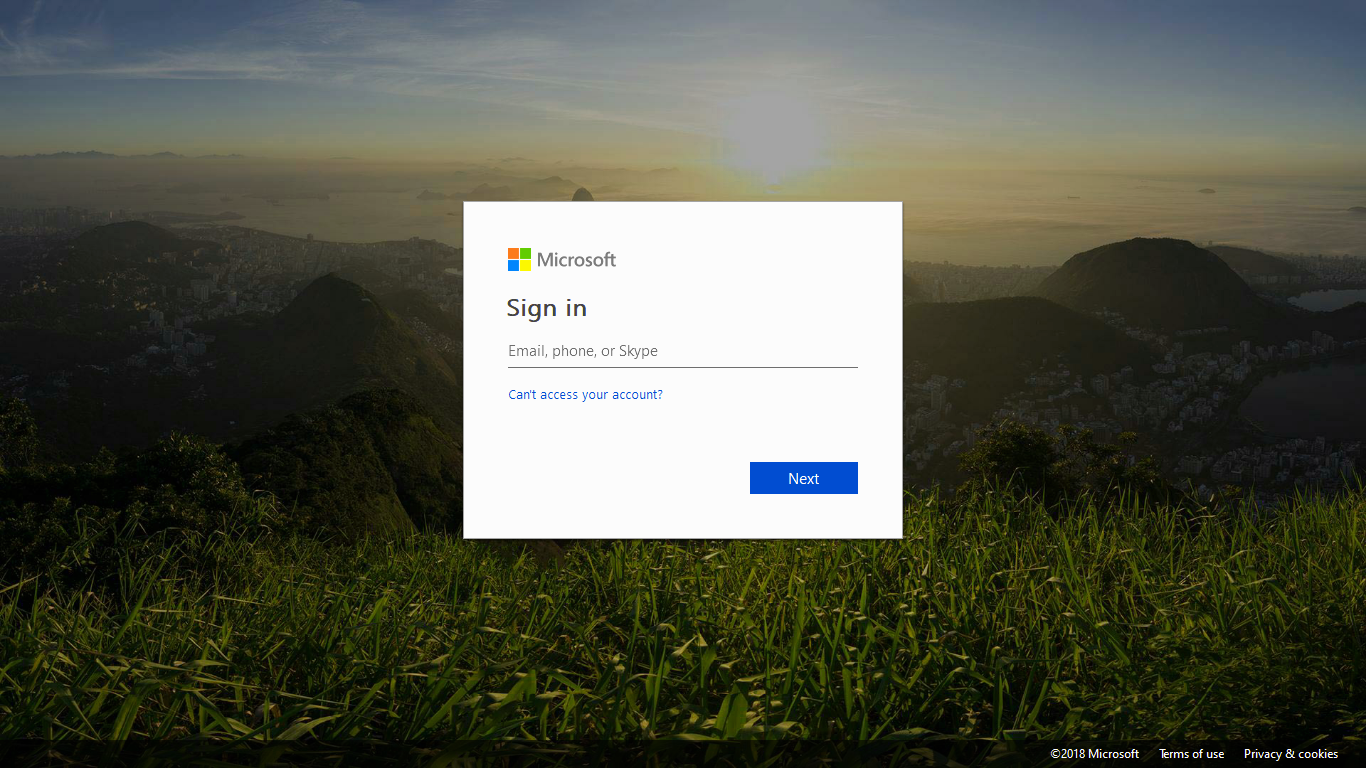 Microsoft
Sign in
Email, phone, or Skype
Can't access your account?
Next
©2018 Microsoft Terms of use Privacy & cookies